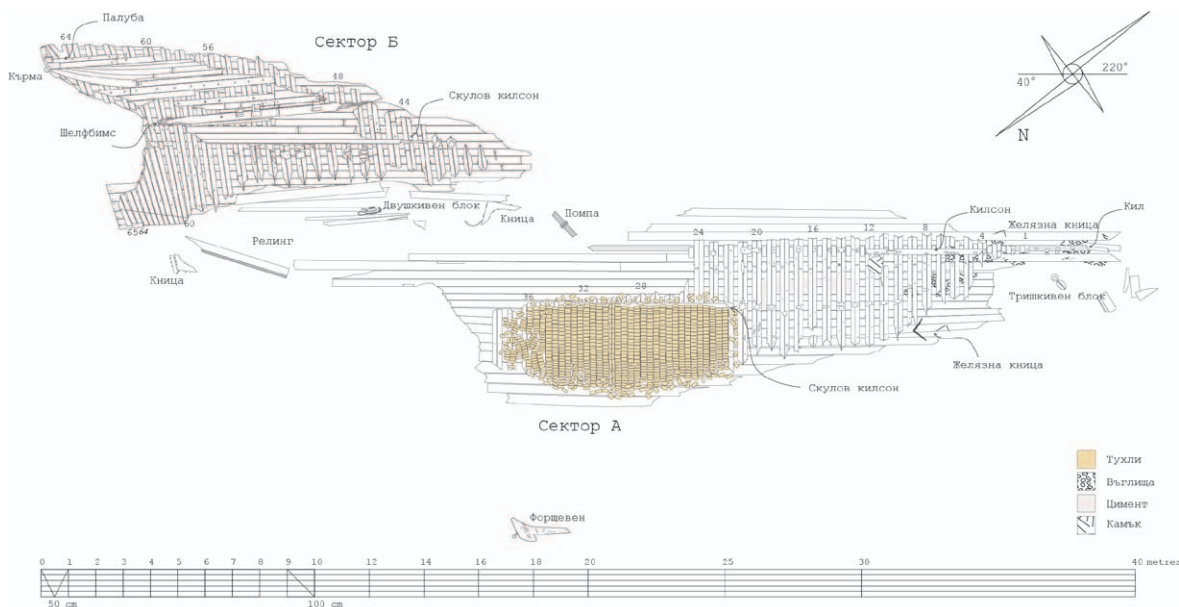 Палуба
64
60
56
Сектор Б
Кърма
48
44
Скулов килсон
Шелфбимс
6564
60
Двушкивен блок
Кница
Помпа
Релинг
Кница
40°
220°
N
Килсон
Желязна кница
Кил
24
20
16
12
8
4
1
Тришкивен блок
36
32
28
Желязна кница
Скулов килсон
Сектор А
Тухли
Въглища
Цимент
Камък
Форщевен
0 1 2 3 4 5 6 7 8 9 10 12 14 16 18 20 25 30 40 metres
50 cm
100 cm